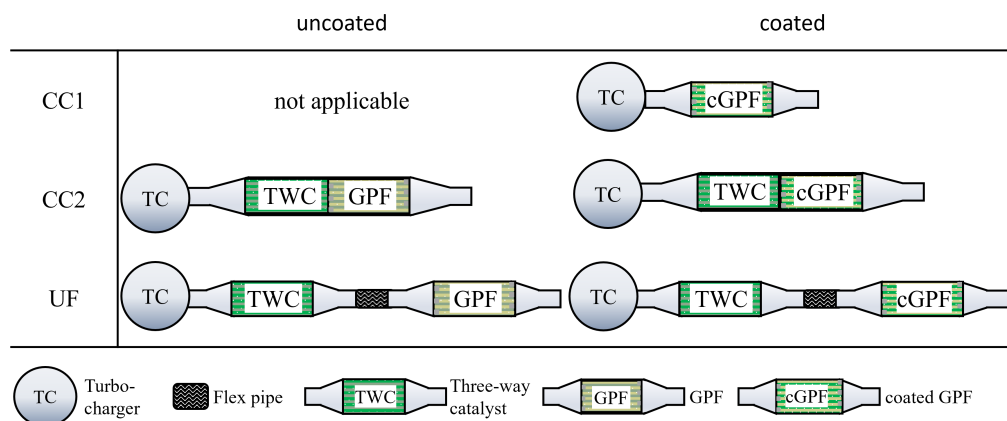 uncoated coated
CC1 not applicable TC cGPF
CC2 TC TWC GPF TC TWC cGPF
UF TC TWC GPF TC TWC cGPF
TC Turbo-
charger
Flex pipe
TWC Three-way
catalyst
GPF GPF
cGPF coated GPF